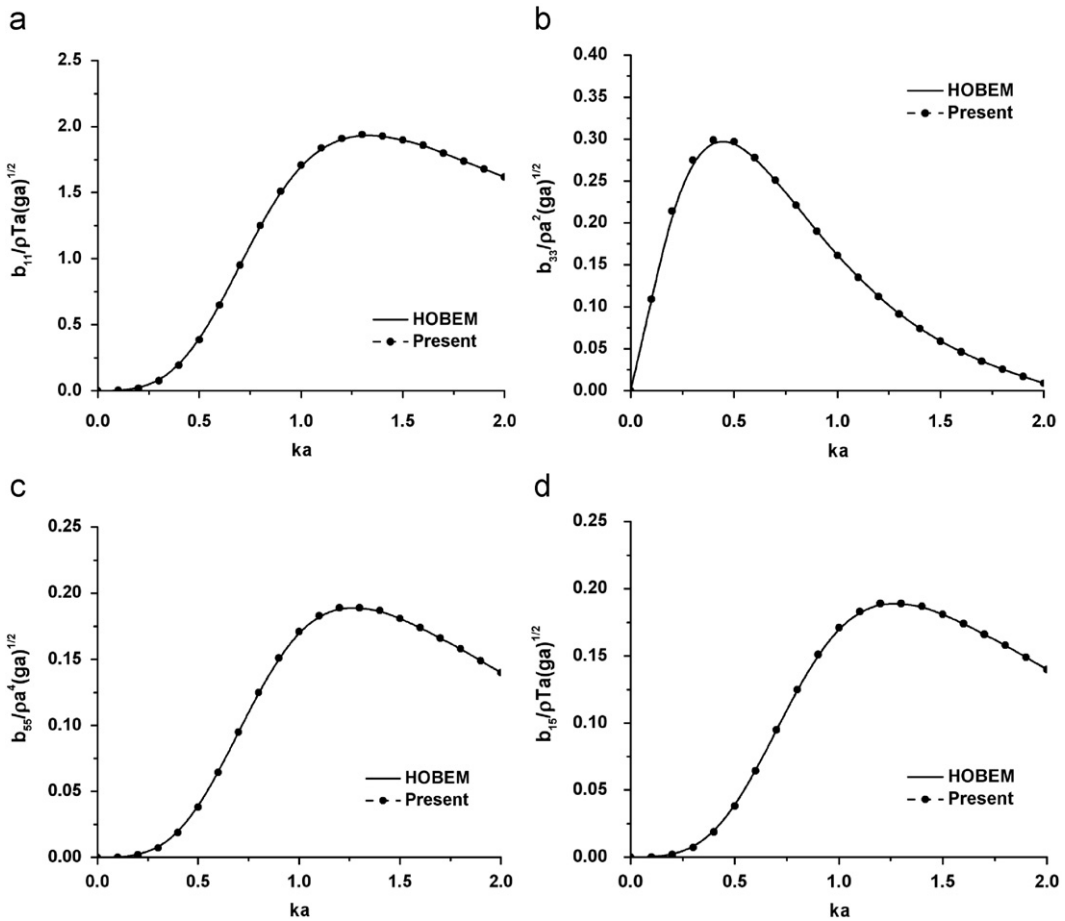 a
2.5
2.0
1.5
1.0
0.5
0.0
b₁₁/ρTa(ga)^1/2
HOBEM
Present
0.0 0.5 1.0 1.5 2.0
ka
b
0.40
0.35
0.30
0.25
0.20
0.15
0.10
0.05
0.00
b₃₃/ρa²(ga)^1/2
HOBEM
Present
0.0 0.5 1.0 1.5 2.0
ka
c
0.25
0.20
0.15
0.10
0.05
0.00
b₅₅/ρa⁴(ga)^1/2
HOBEM
Present
0.0 0.5 1.0 1.5 2.0
ka
d
0.25
0.20
0.15
0.10
0.05
0.00
b₁₅/ρTa(ga)^1/2
HOBEM
Present
0.0 0.5 1.0 1.5 2.0
ka